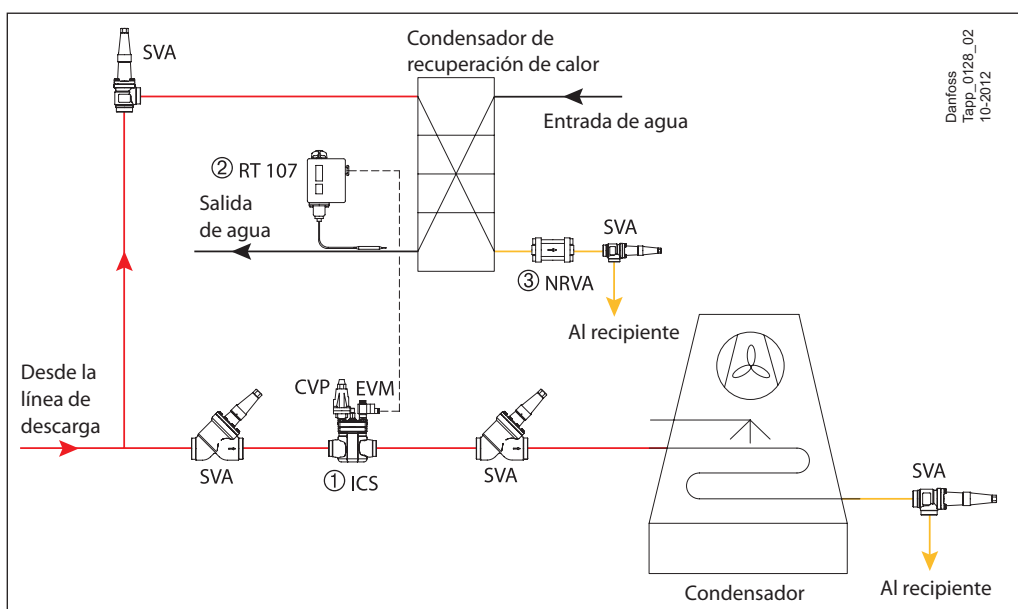 SVA
Condensador de
recuperación de calor
Danfoss
Tapp_0128_02
10-2012
Entrada de agua
② RT 107
Salida
de agua
SVA
③ NRVA
Al recipiente
Desde la
línea de
descarga
CVP
EVM
SVA
① ICS
SVA
SVA
Condensador
Al recipiente